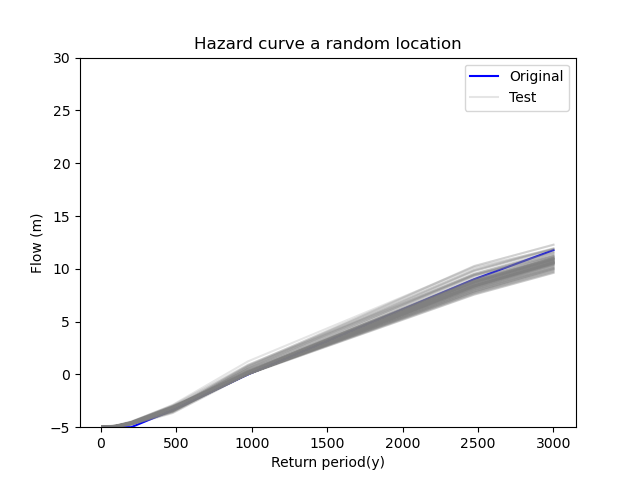 Hazard curve a random location
Original
Test
Flow (m)
30
25
20
15
10
5
0
−5
0 500 1000 1500 2000 2500 3000
Return period(y)